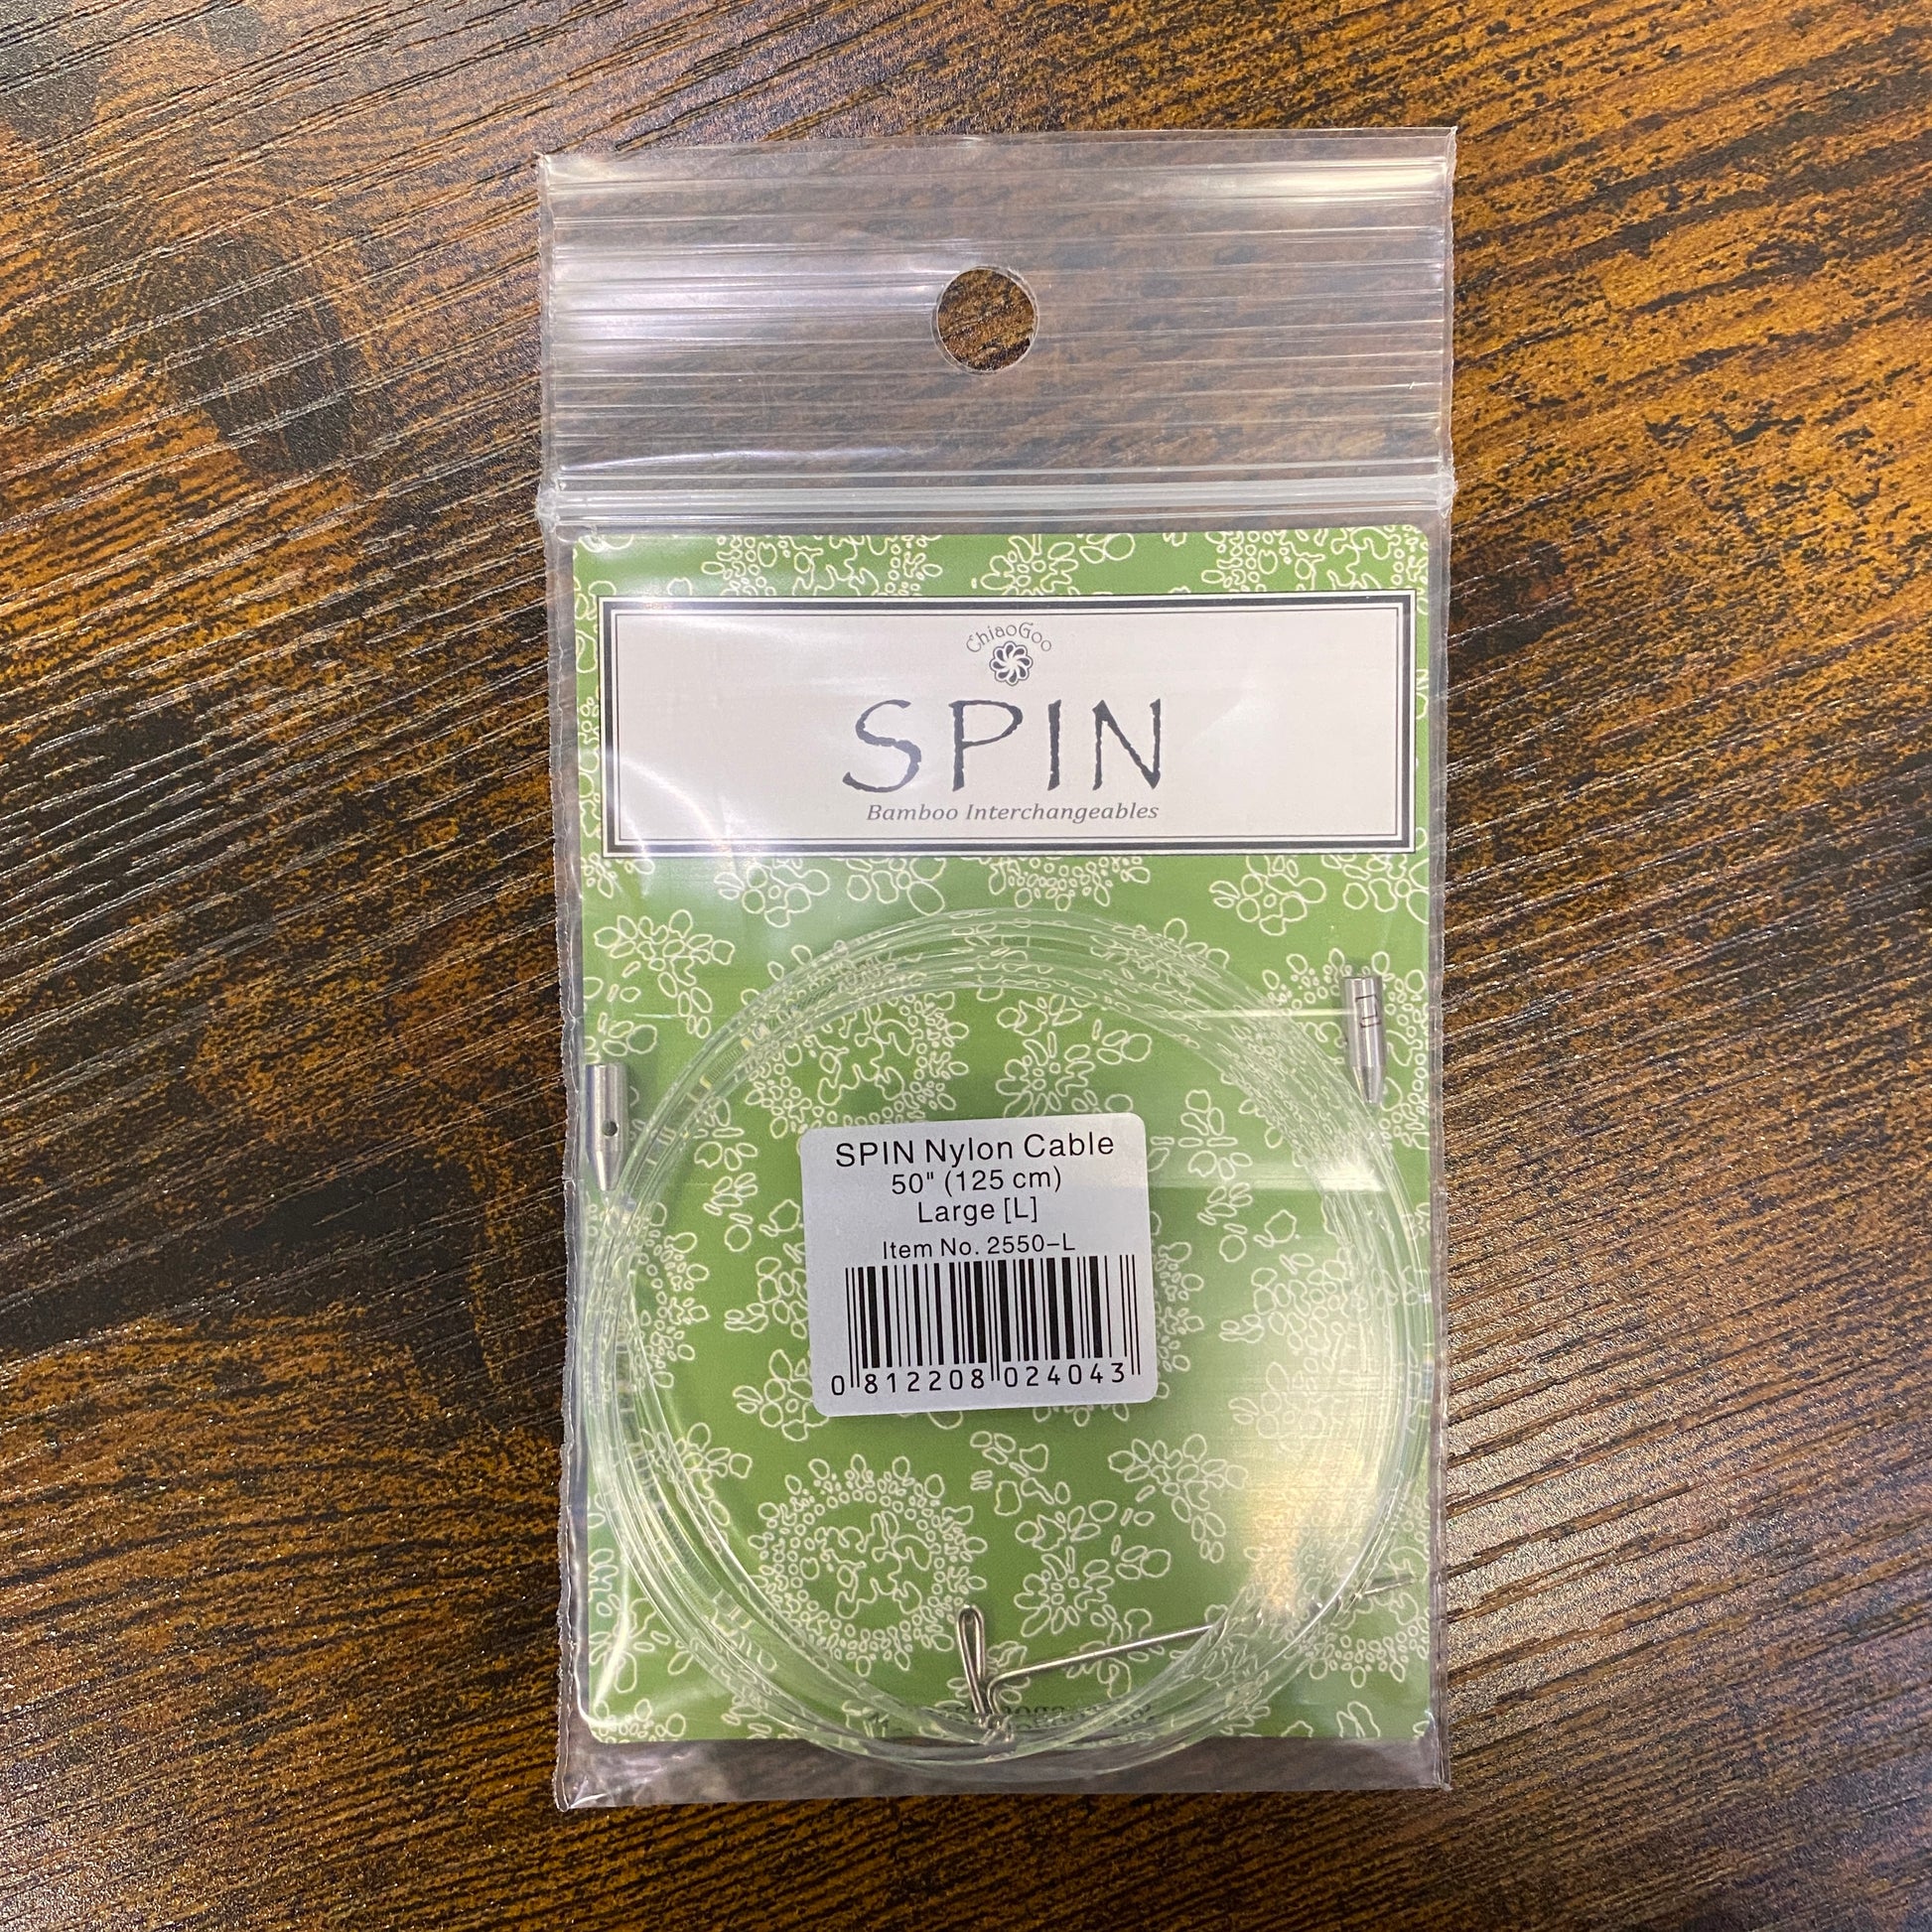 ChiaoGoo
SPIN
Bamboo Interchangeables
SPIN Nylon Cable
50" (125 cm)
Large [L]
Item No. 2550-L
0 812208 024043